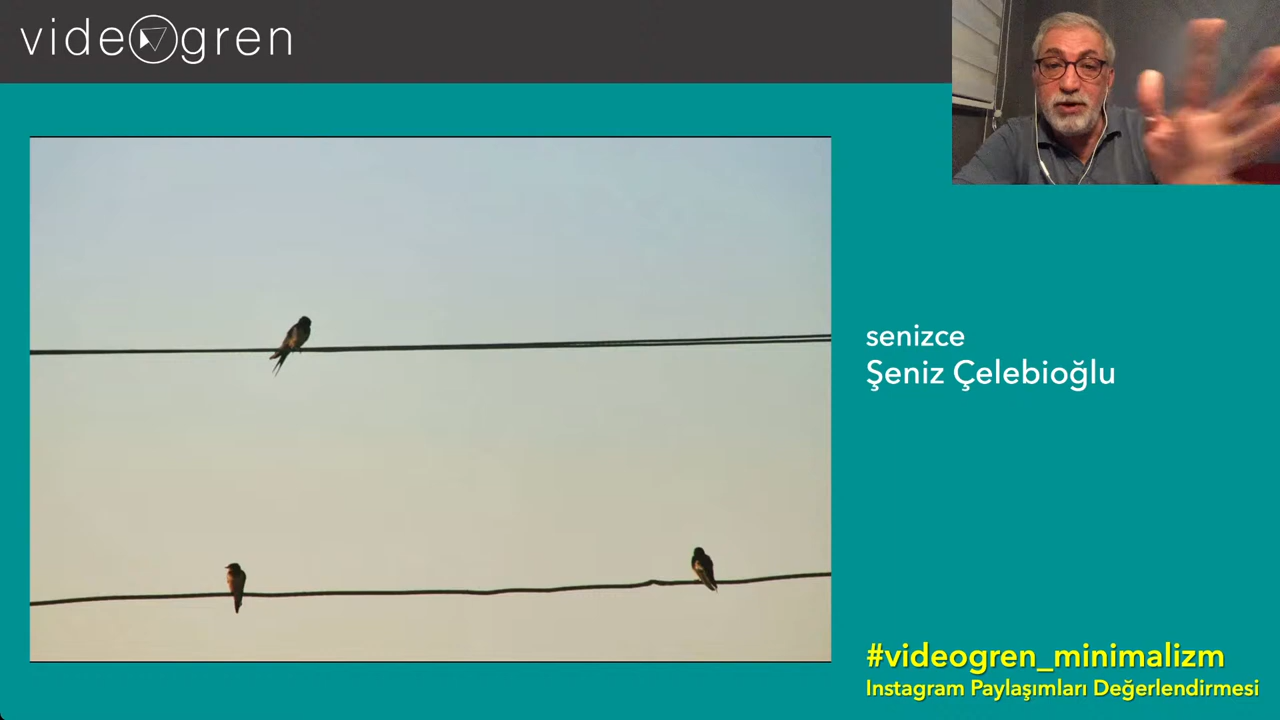 videogren
senizce
Şeniz Çelebioğlu
#videogren_minimalizm
Instagram Paylaşımları Değerlendirmesi